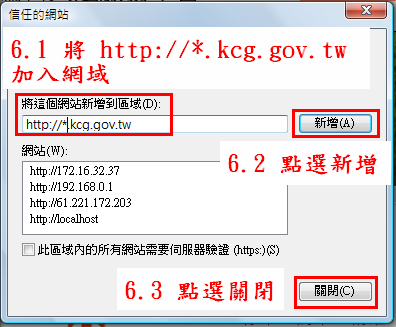 信任的網站
6.1 將 http://*.kcg.gov.tw
加入網域
將這個網站新增到區域(D):
http://*.kcg.gov.tw
新增(A)
6.2 點選新增
網站(W):
http://172.16.32.37
http://192.168.0.1
http://61.221.172.203
http://localhost
此區域內的所有網站需要伺服器驗證 (https:)(S)
6.3 點選關閉
關閉(C)